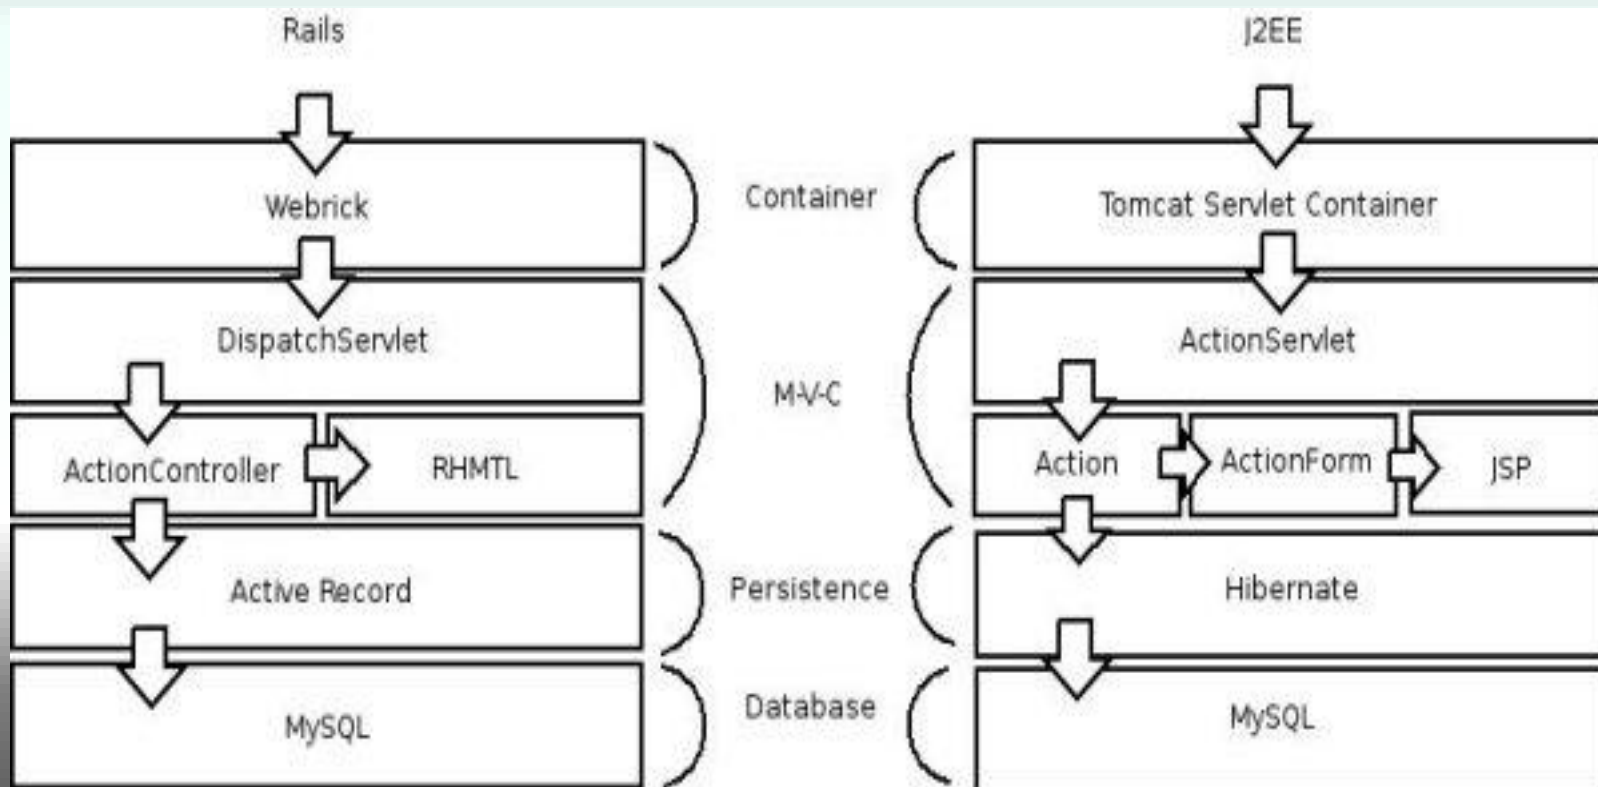 Rails
J2EE
Webrick
Container
Tomcat Servlet Container
DispatchServlet
M-V-C
ActionServlet
ActionController
RHMTL
Action
ActionForm
JSP
Active Record
Persistence
Hibernate
MySQL
Database
MySQL